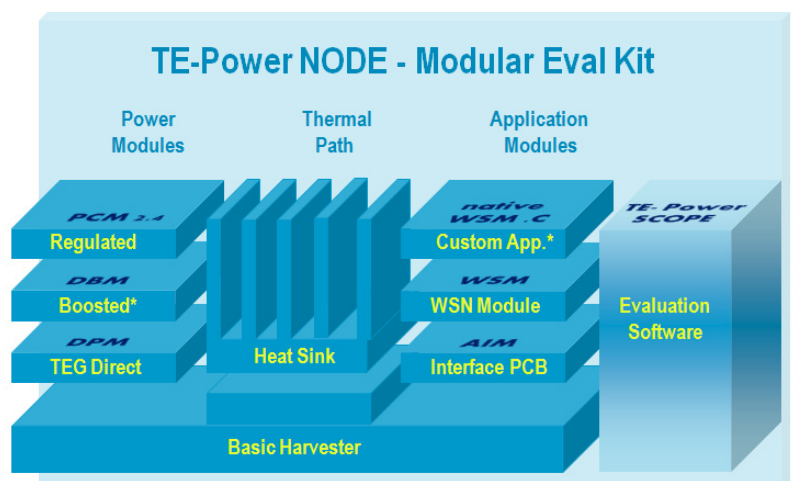 TE-Power NODE - Modular Eval Kit
Power
Modules
Thermal
Path
Application
Modules
PCM 2.4
Regulated
DBM
Boosted*
DPM
TEG Direct
Heat Sink
native
WSM .C
Custom App.*
WSM
WSN Module
AIM
Interface PCB
TE- Power
SCOPE
Evaluation
Software
Basic Harvester